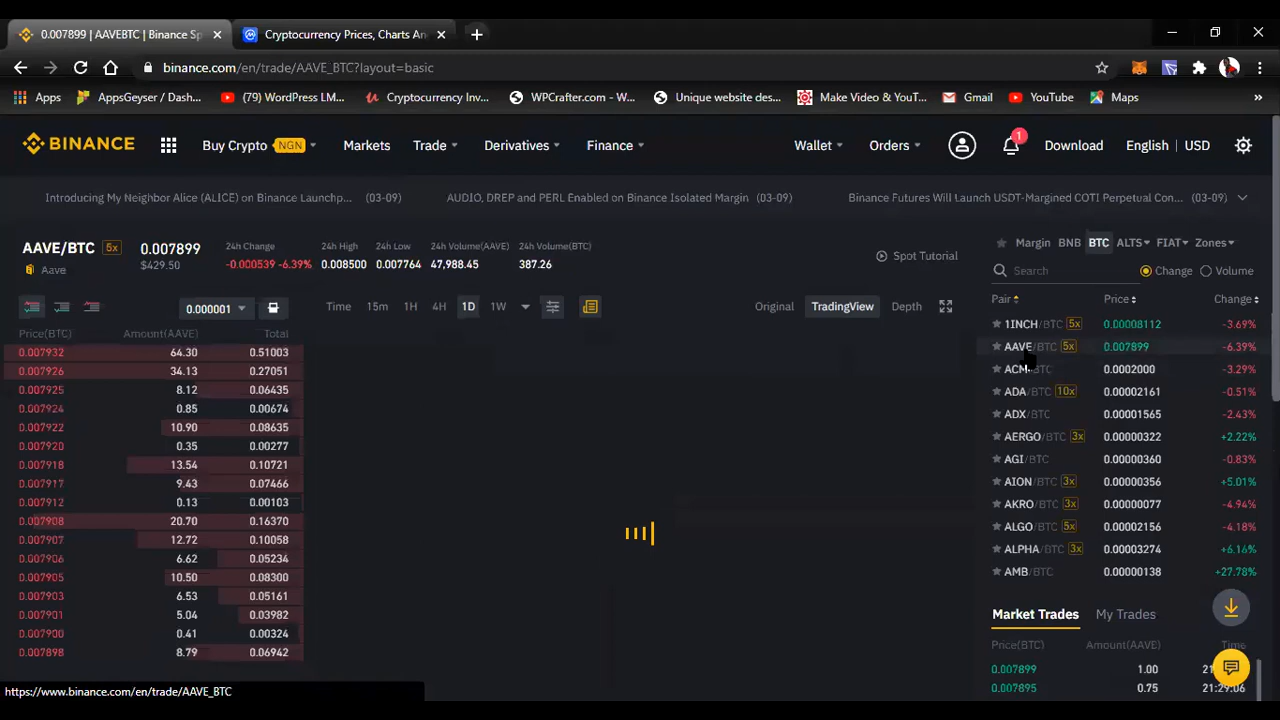 0.007899 | AAVEBTC | Binance Sp
Cryptocurrency Prices, Charts An
binance.com/en/trade/AAVE_BTC?layout=basic
Apps
AppsGeyser / Dash...
(79) WordPress LM...
Cryptocurrency Inv...
WPCrafter.com - W...
Unique website des...
Make Video & YouT...
Gmail
YouTube
Maps
»
BINANCE
Buy Crypto NGN
Markets
Trade
Derivatives
Finance
Wallet
Orders
1
Download
English
USD
Introducing My Neighbor Alice (ALICE) on Binance Launchp... (03-09)
AUDIO, DREP and PERL Enabled on Binance Isolated Margin (03-09)
Binance Futures Will Launch USDT-Margined COTI Perpetual Con... (03-09)
AAVE/BTC 5x
Aave
0.007899
$429.50
24h Change
-0.000539 -6.39%
24h High
0.008500
24h Low
0.007764
24h Volume(AAVE)
47,988.45
24h Volume(BTC)
387.26
Spot Tutorial
0.000001
Time 15m 1H 4H 1D 1W
Original TradingView Depth
Price(BTC) Amount(AAVE) Total
0.007932 64.30 0.51003
0.007926 34.13 0.27051
0.007925 8.12 0.06435
0.007924 0.85 0.00674
0.007922 10.90 0.08635
0.007920 0.35 0.00277
0.007918 13.54 0.10721
0.007917 9.43 0.07466
0.007912 0.13 0.00103
0.007908 20.70 0.16370
0.007907 12.72 0.10058
0.007906 6.62 0.05234
0.007905 10.50 0.08300
0.007903 6.53 0.05161
0.007901 5.04 0.03982
0.007900 0.41 0.00324
0.007898 8.79 0.06942
Margin BNB BTC ALTS FIAT Zones
Search
Change Volume
Pair Price Change
1INCH/BTC 5x 0.00008112 -3.69%
AAVE/BTC 5x 0.007899 -6.39%
ACM/BTC 0.0002000 -3.29%
ADA/BTC 10x 0.00002161 -0.51%
ADX/BTC 0.00001565 -2.43%
AERGO/BTC 3x 0.00000322 +2.22%
AGI/BTC 0.00000360 -0.83%
AION/BTC 3x 0.00000356 +5.01%
AKRO/BTC 3x 0.00000077 -4.94%
ALGO/BTC 5x 0.00002156 -4.18%
ALPHA/BTC 3x 0.00003274 +6.16%
AMB/BTC 0.00000138 +27.78%
Market Trades My Trades
Price(BTC) Amount(AAVE) Time
0.007899 1.00
0.007895 0.75 21:29:06
https://www.binance.com/en/trade/AAVE_BTC